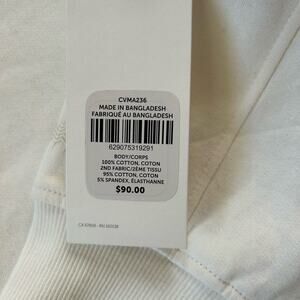 CVMA236
MADE IN BANGLADESH
FABRIQUÉ AU BANGLADESH
629075319291
BODY/CORPS
100% COTTON, COTON
2ND FABRIC/2ÈME TISSU
95% COTTON, COTON
5% SPANDEX, ÉLASTHANNE
$90.00